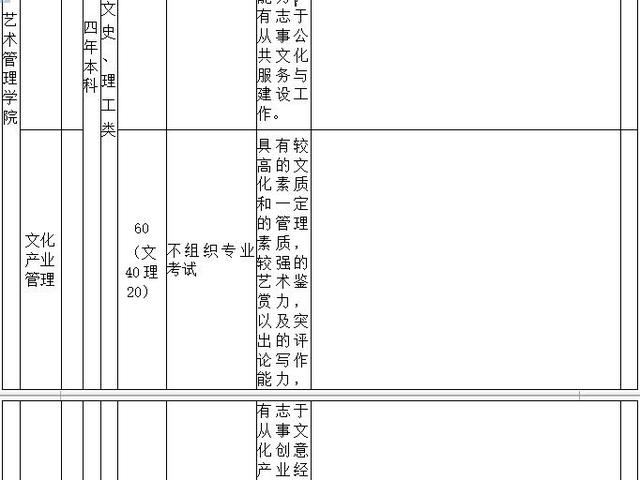 艺
术
管
理
学
院
四
年
本
科
文
史
、
理
工
类
有志于
从事公
共文化
服务与
建设工
作。
文化
产业
管理
60
（文
40理
20）
不组织专业
考试
具有较
高的文
化素质
和一定
的管理
素质，
较强的
艺术鉴
赏力，
以及突
出的评
论写作
能力，
有志于
从事文
化创意
产业经